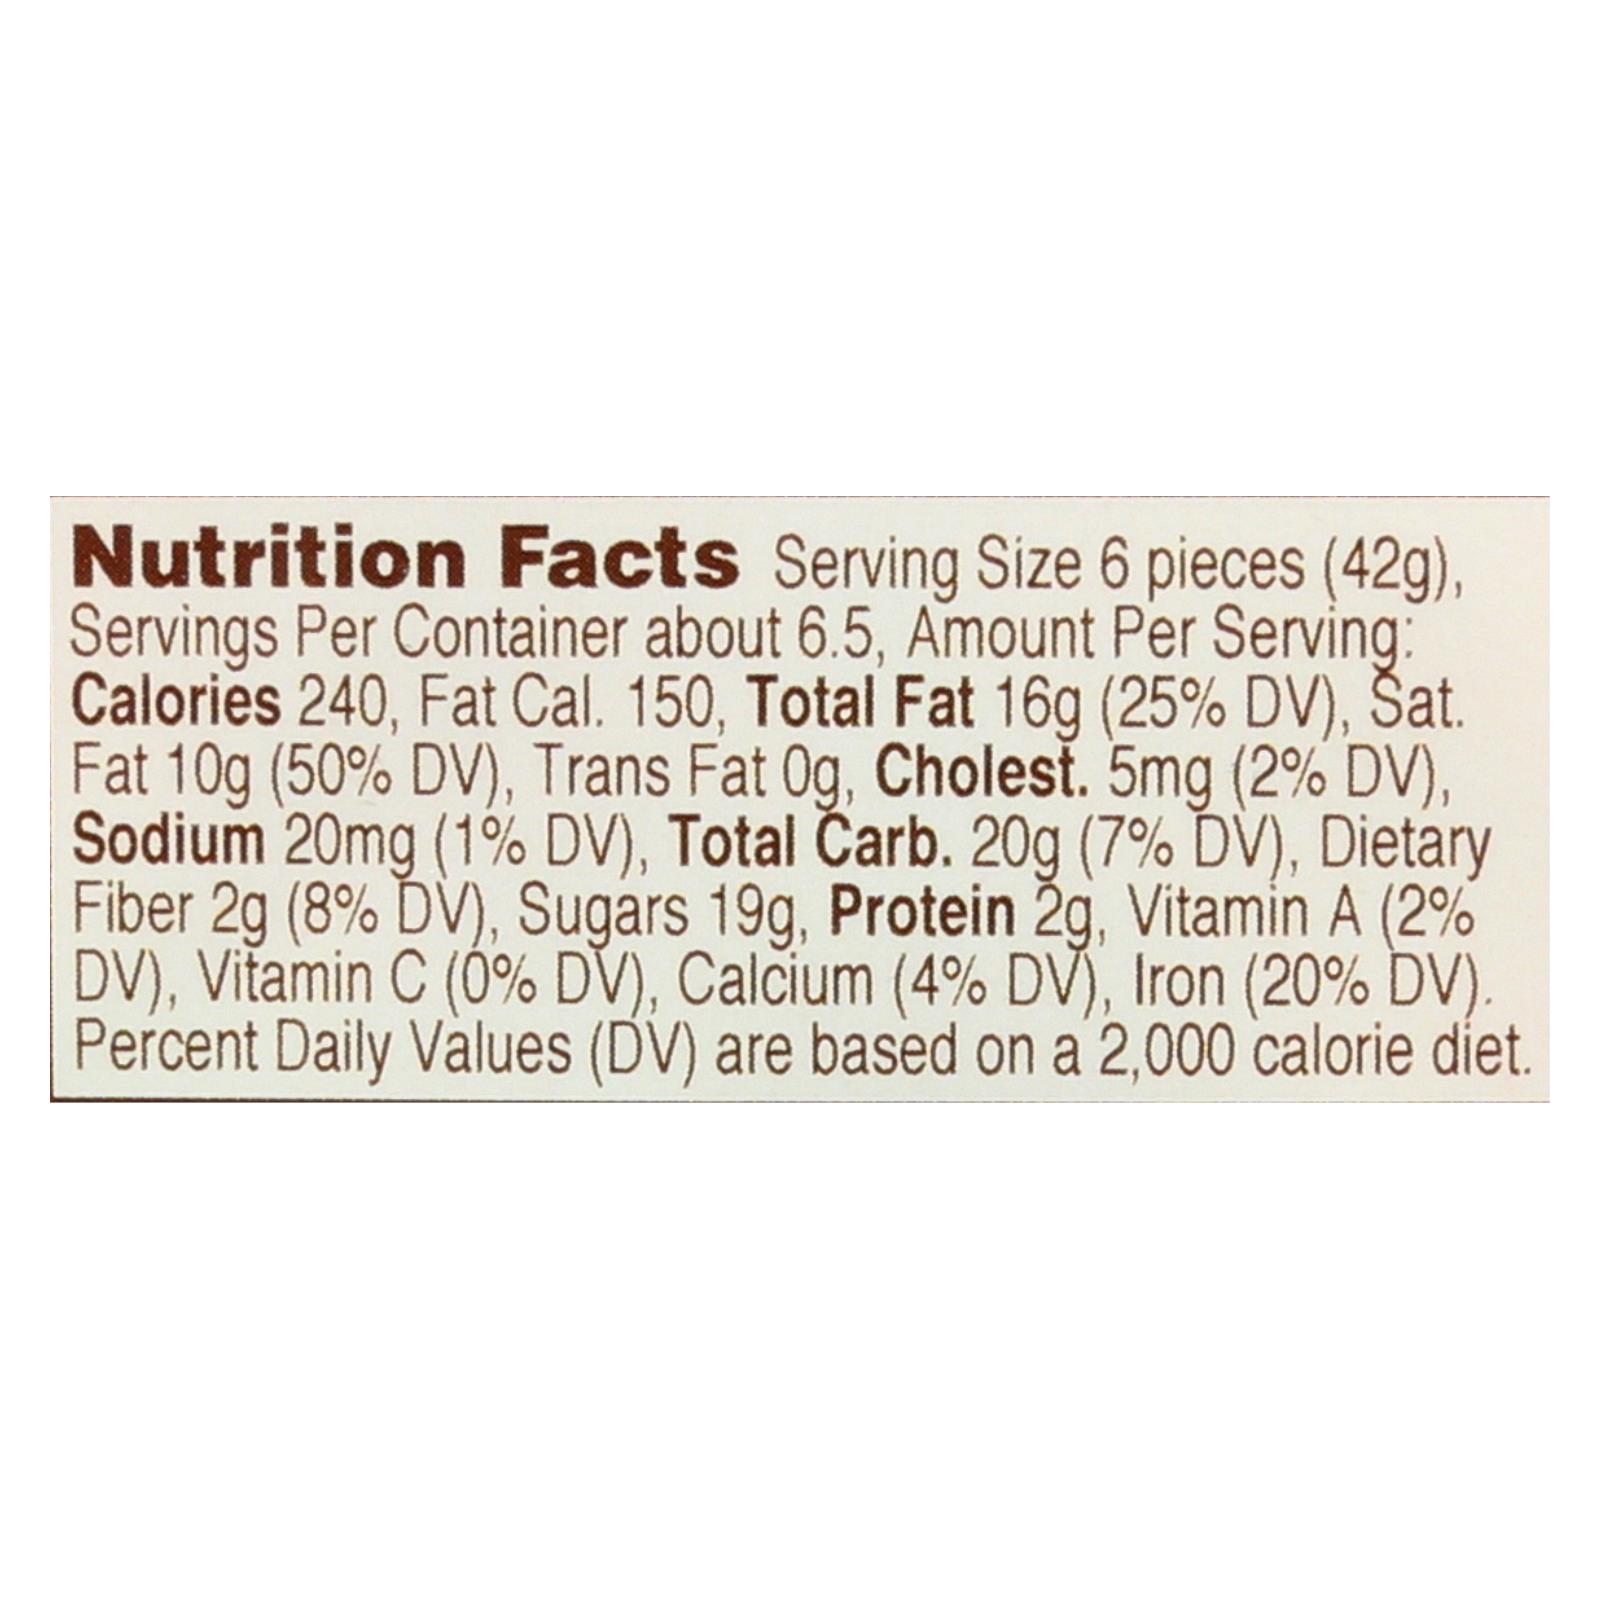 Nutrition Facts Serving Size 6 pieces (42g),
Servings Per Container about 6.5, Amount Per Serving:
Calories 240, Fat Cal. 150, Total Fat 16g (25% DV), Sat.
Fat 10g (50% DV), Trans Fat 0g, Cholest. 5mg (2% DV),
Sodium 20mg (1% DV), Total Carb. 20g (7% DV), Dietary
Fiber 2g (8% DV), Sugars 19g, Protein 2g, Vitamin A (2%
DV), Vitamin C (0% DV), Calcium (4% DV), Iron (20% DV).
Percent Daily Values (DV) are based on a 2,000 calorie diet.